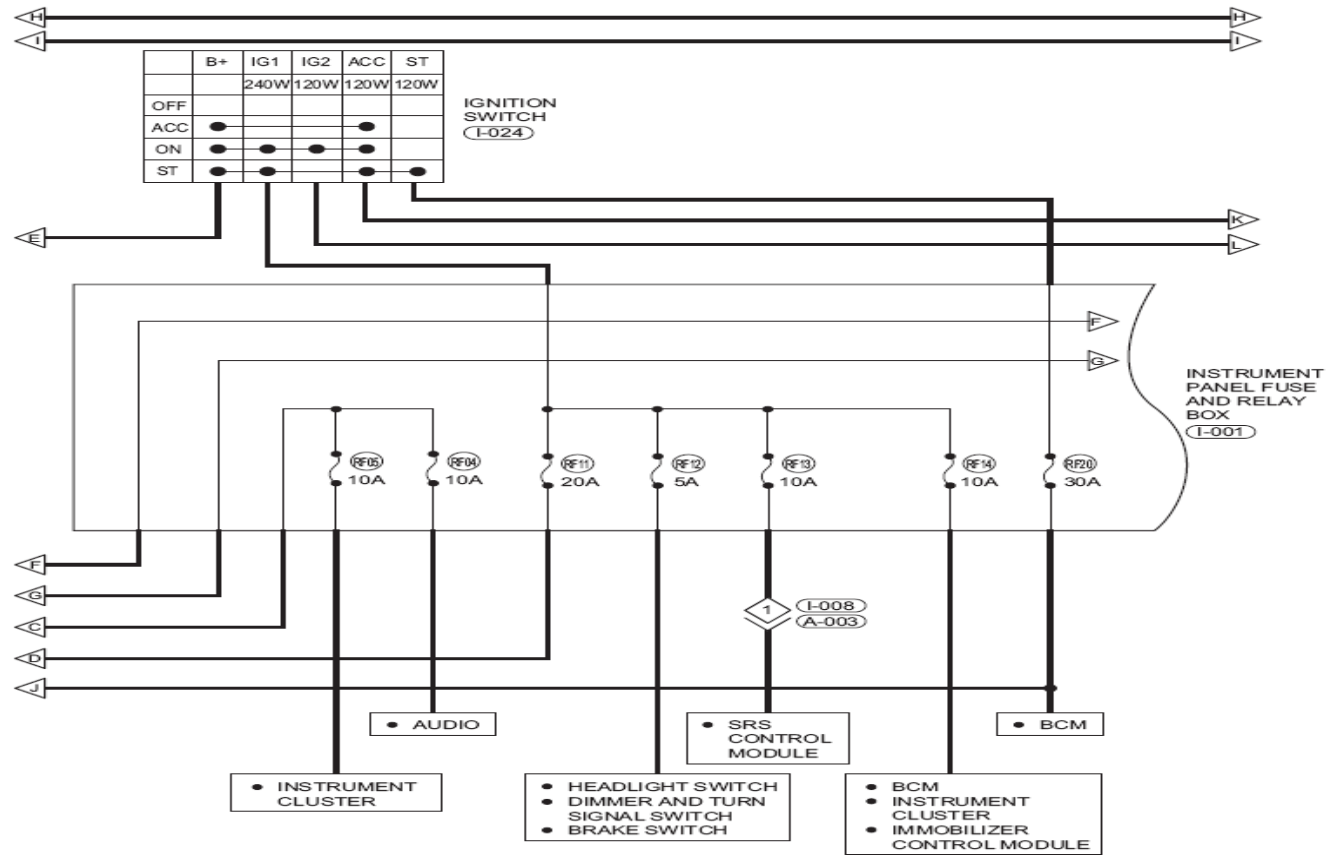 H H
I I
B+ IG1 IG2 ACC ST
240W 120W 120W 120W
OFF
ACC
ON
ST
IGNITION
SWITCH
I-024
K
E
L
F
G
INSTRUMENT
PANEL FUSE
AND RELAY
BOX
I-001
RF05 RF04 RF11 RF12 RF13 RF14 RF20
10A 10A 20A 5A 10A 10A 30A
F
G
1 I-008
A-003
C
D
J
• AUDIO
• SRS
CONTROL
MODULE
• BCM
• INSTRUMENT
CLUSTER
• HEADLIGHT SWITCH
• DIMMER AND TURN
SIGNAL SWITCH
• BRAKE SWITCH
• BCM
• INSTRUMENT
CLUSTER
• IMMOBILIZER
CONTROL MODULE